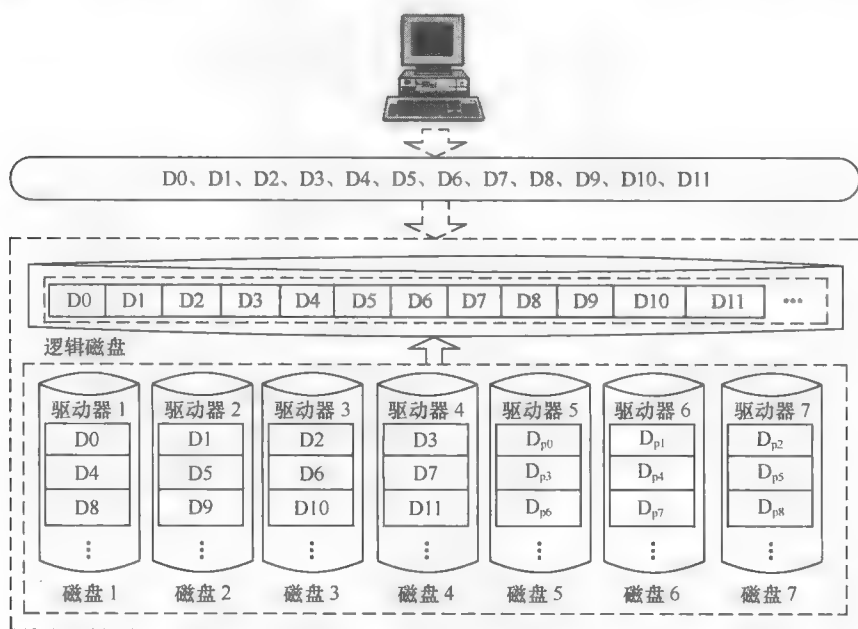 D0、D1、D2、D3、D4、D5、D6、D7、D8、D9、D10、D11
D0 D1 D2 D3 D4 D5 D6 D7 D8 D9 D10 D11 ···
逻辑磁盘
驱动器 1 驱动器 2 驱动器 3 驱动器 4 驱动器 5 驱动器 6 驱动器 7
D0 D1 D2 D3 Dp0 Dp1 Dp2
D4 D5 D6 D7 Dp3 Dp4 Dp5
D8 D9 D10 D11 Dp6 Dp7 Dp8
⋮ ⋮ ⋮ ⋮ ⋮ ⋮ ⋮
磁盘 1 磁盘 2 磁盘 3 磁盘 4 磁盘 5 磁盘 6 磁盘 7